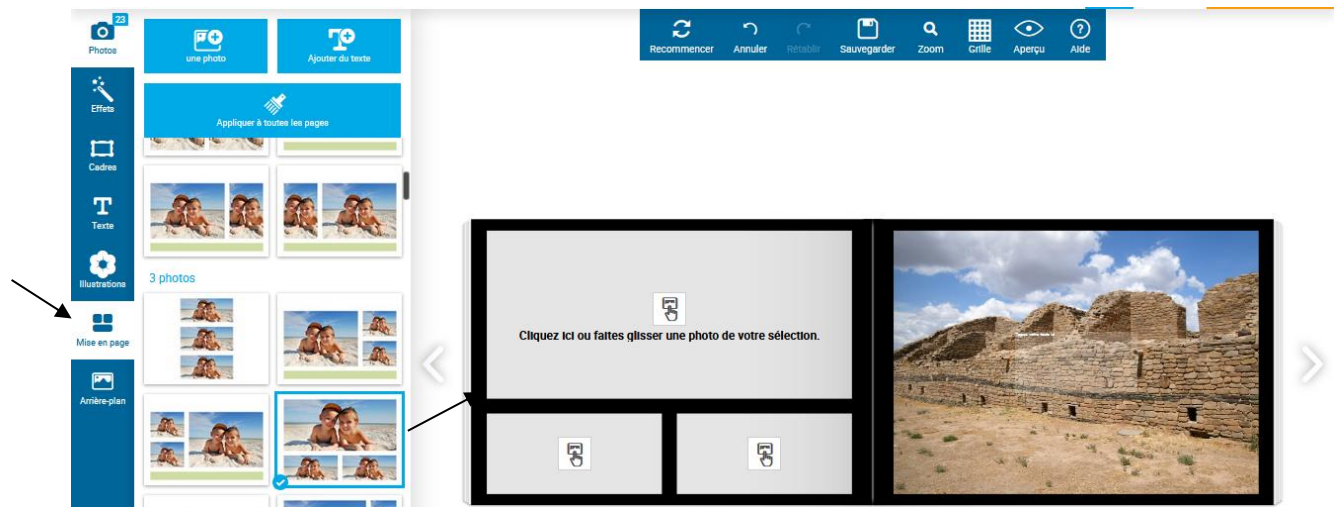 23
Photos
Effets
Cadres
Texte
Illustrations
Mise en page
Arrière-plan
une photo
Ajouter du texte
Appliquer à toutes les pages
3 photos
Recommencer
Annuler
Rétablir
Sauvegarder
Zoom
Grille
Aperçu
Aide
Cliquez ici ou faites glisser une photo de votre sélection.